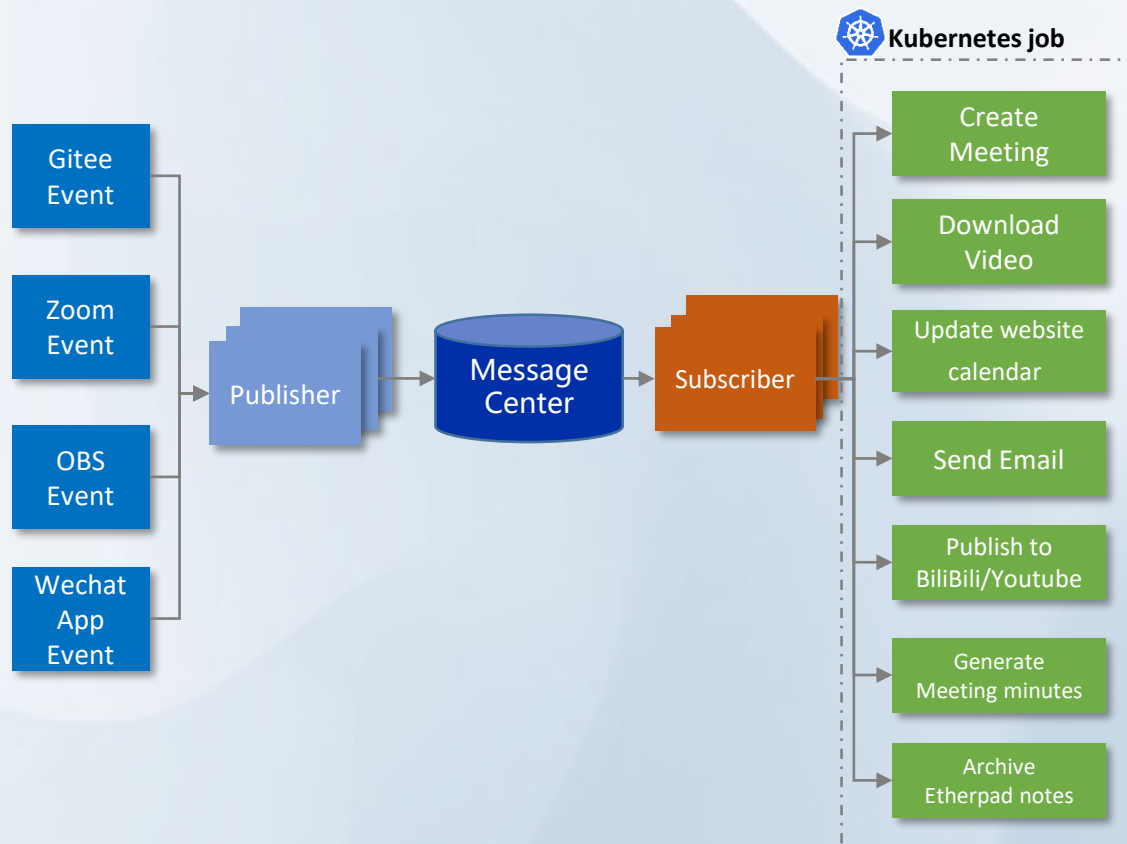 Kubernetes job
Gitee
Event
Zoom
Event
OBS
Event
Wechat
App
Event
Publisher
Message
Center
Subscriber
Create
Meeting
Download
Video
Update website
calendar
Send Email
Publish to
BiliBili/Youtube
Generate
Meeting minutes
Archive
Etherpad notes